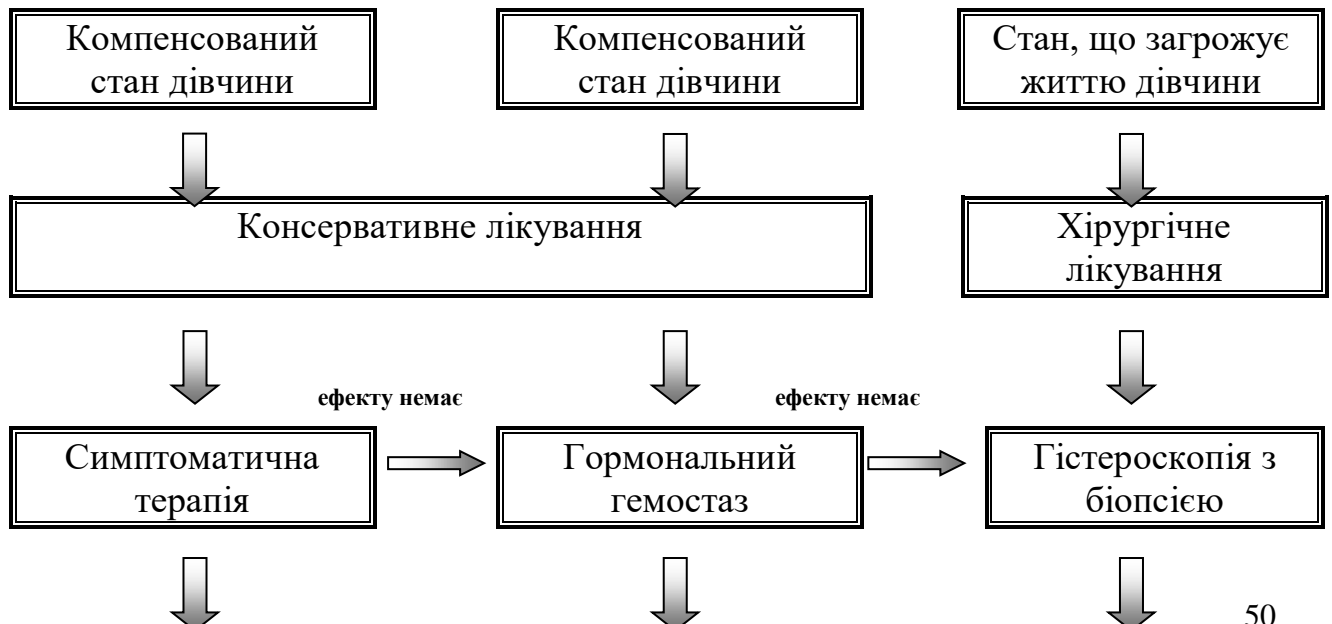 Компенсований
стан дівчини
Компенсований
стан дівчини
Стан, що загрожує
життю дівчини
Консервативне лікування
Хірургічне
лікування
ефекту немає
ефекту немає
Симптоматична
терапія
Гормональний
гемостаз
Гістероскопія з
біопсією
50